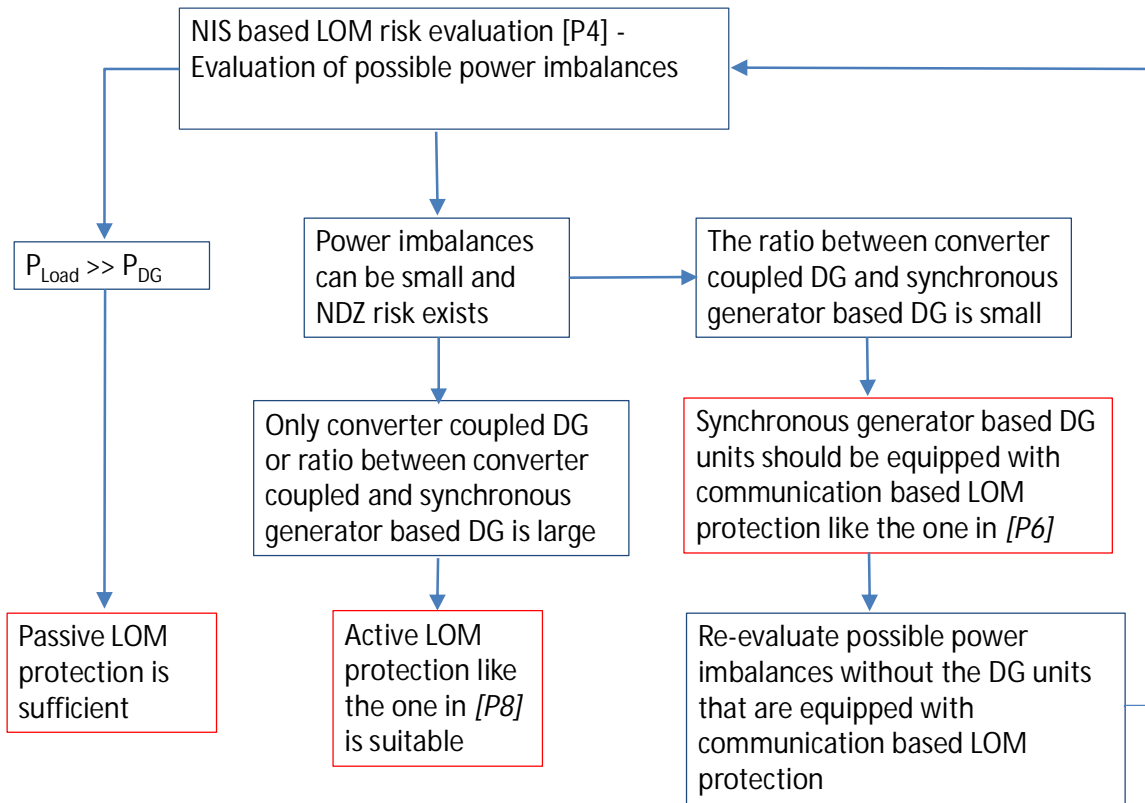 NIS based LOM risk evaluation [P4] -
Evaluation of possible power imbalances
P_Load >> P_DG
Power imbalances
can be small and
NDZ risk exists
The ratio between converter
coupled DG and synchronous
generator based DG is small
Only converter coupled DG
or ratio between converter
coupled and synchronous
generator based DG is large
Synchronous generator based DG
units should be equipped with
communication based LOM
protection like the one in [P6]
Passive LOM
protection is
sufficient
Active LOM
protection like
the one in [P8]
is suitable
Re-evaluate possible power
imbalances without the DG units
that are equipped with
communication based LOM
protection